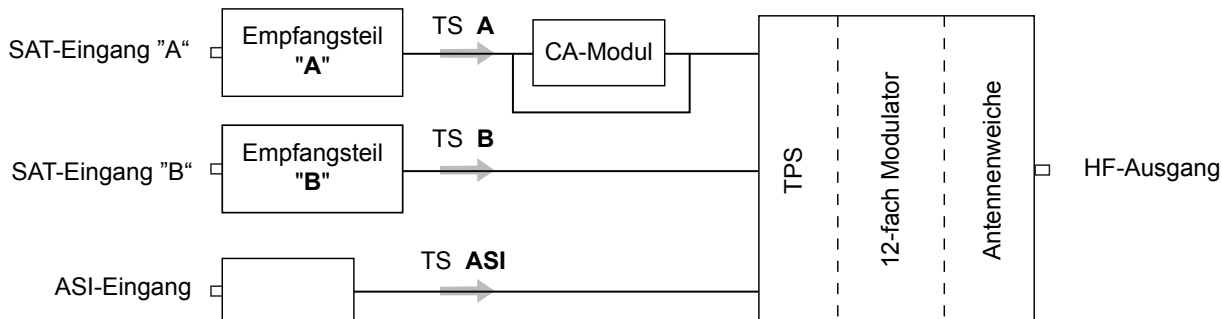 SAT-Eingang ”A“
Empfangsteil
"A"
TS A
CA-Modul
SAT-Eingang ”B“
Empfangsteil
"B"
TS B
ASI-Eingang
TS ASI
TPS
12-fach Modulator
Antennenweiche
HF-Ausgang